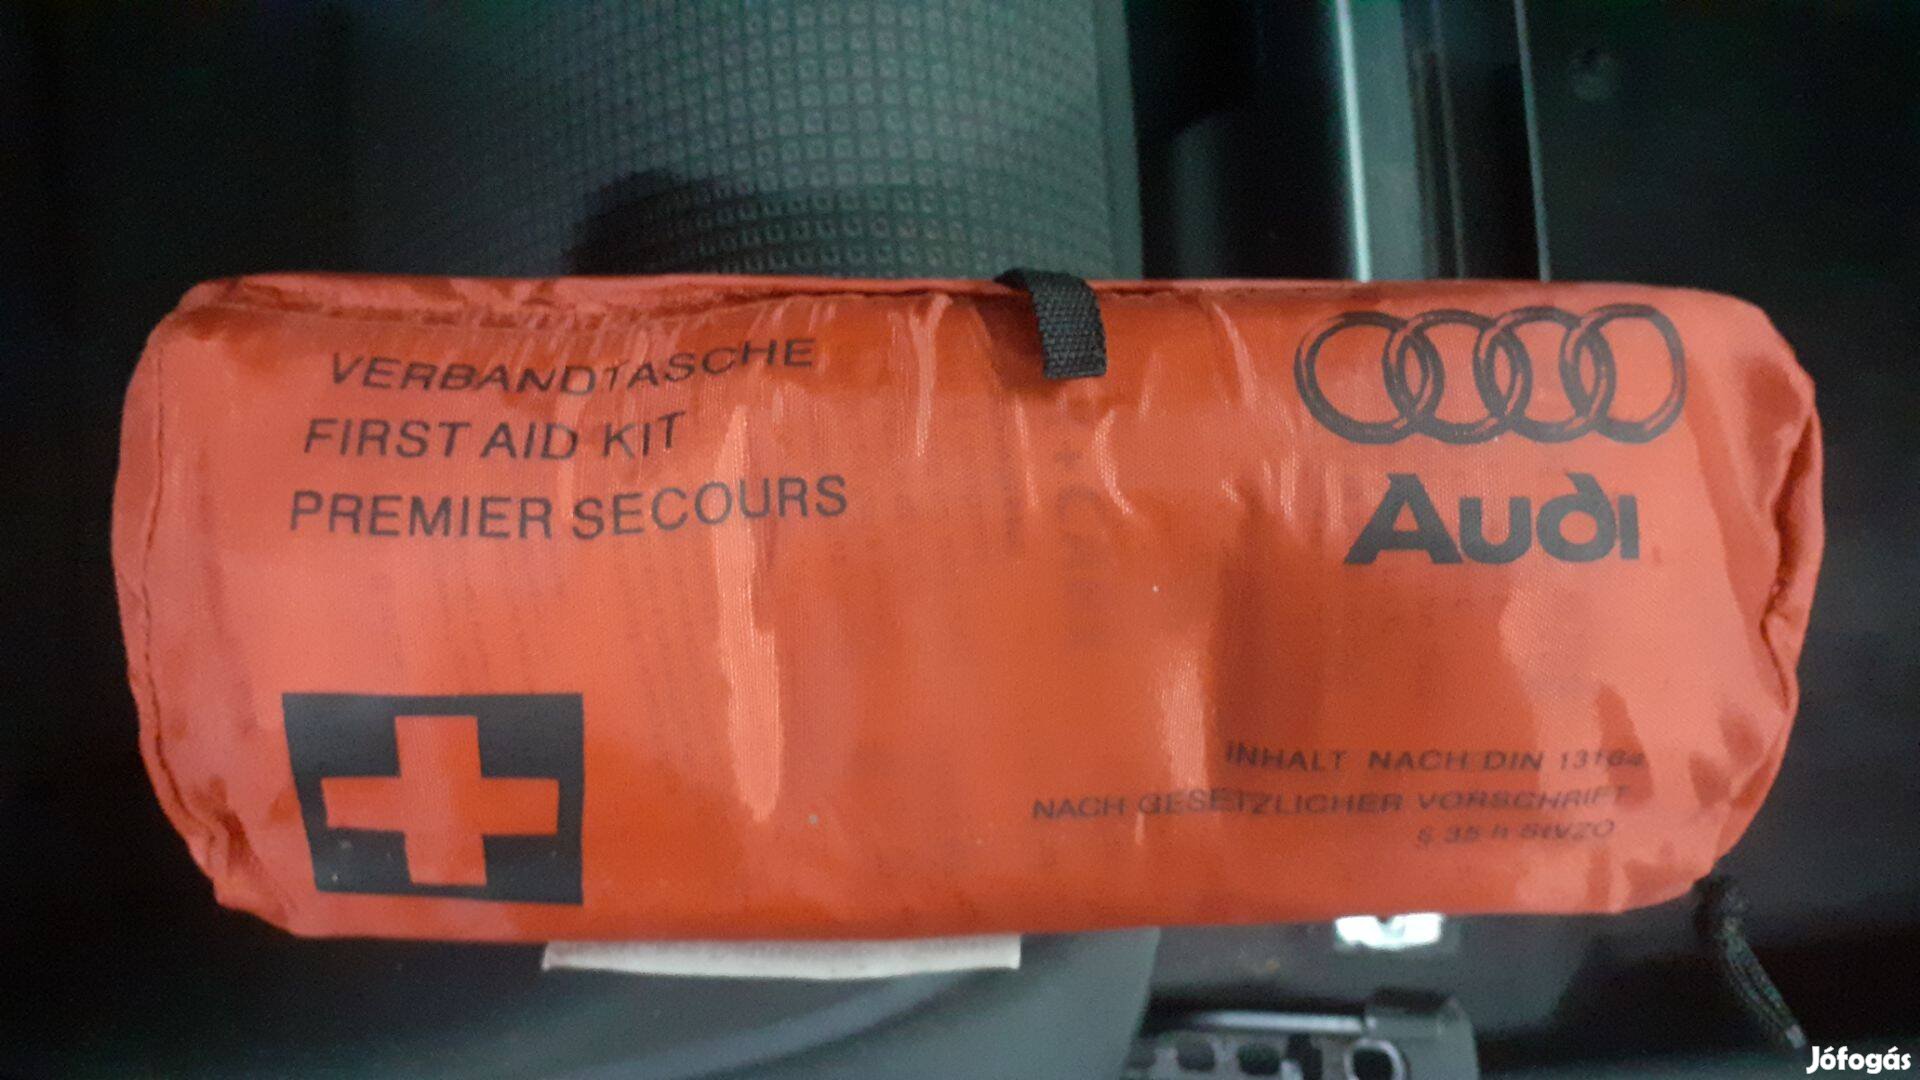 VERBANDTASCHE
FIRST AID KIT
PREMIER SECOURS
Audi
INHALT NACH DIN 13164
NACH GESETZLICHER VORSCHRIFT
§ 35 h StVZO
Jófogás